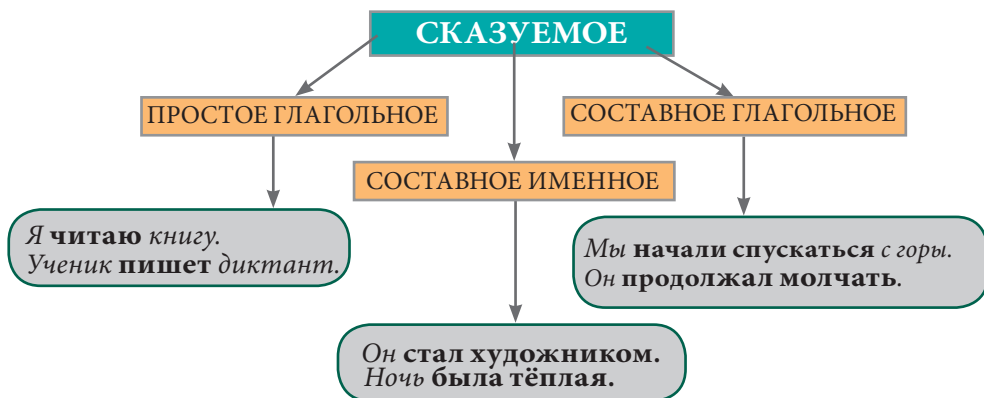 СКАЗУЕМОЕ
ПРОСТОЕ ГЛАГОЛЬНОЕ
СОСТАВНОЕ ГЛАГОЛЬНОЕ
СОСТАВНОЕ ИМЕННОЕ
Я читаю книгу.
Ученик пишет диктант.
Мы начали спускаться с горы.
Он продолжал молчать.
Он стал художником.
Ночь была тёплая.